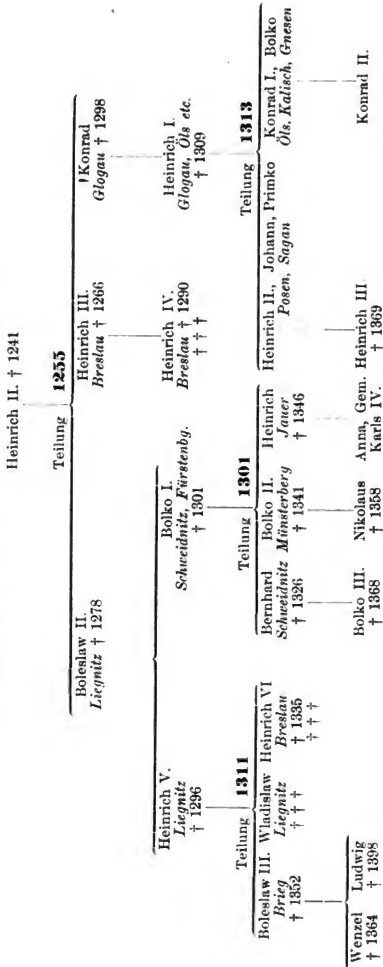 Heinrich II. † 1241
Teilung 1255
Boleslaw II.
Liegnitz † 1278
Heinrich III.
Breslau † 1266
Konrad
Glogau † 1298
Heinrich V.
Liegnitz
† 1296
Bolko I.
Schweidnitz, Fürstenbg.
† 1301
Heinrich IV.
Breslau † 1290
† † †
Heinrich I.
Glogau, Öls etc.
† 1309
Teilung 1311
Teilung 1301
Teilung 1313
Boleslaw III.
Brieg
† 1352
Wladislaw
Liegnitz
† † †
Heinrich VI
Breslau
† 1335
† † †
Bernhard
Schweidnitz
† 1326
Bolko II.
Münsterberg
† 1341
Heinrich
Jauer
† 1346
Heinrich II., Johann, Primko
Posen, Sagan
Konrad I., Bolko
Öls, Kalisch, Gnesen
Wenzel
† 1364
Ludwig
† 1398
Bolko III.
† 1368
Nikolaus
† 1358
Anna, Gem.
Karls IV.
Heinrich III
† 1369
Konrad II.